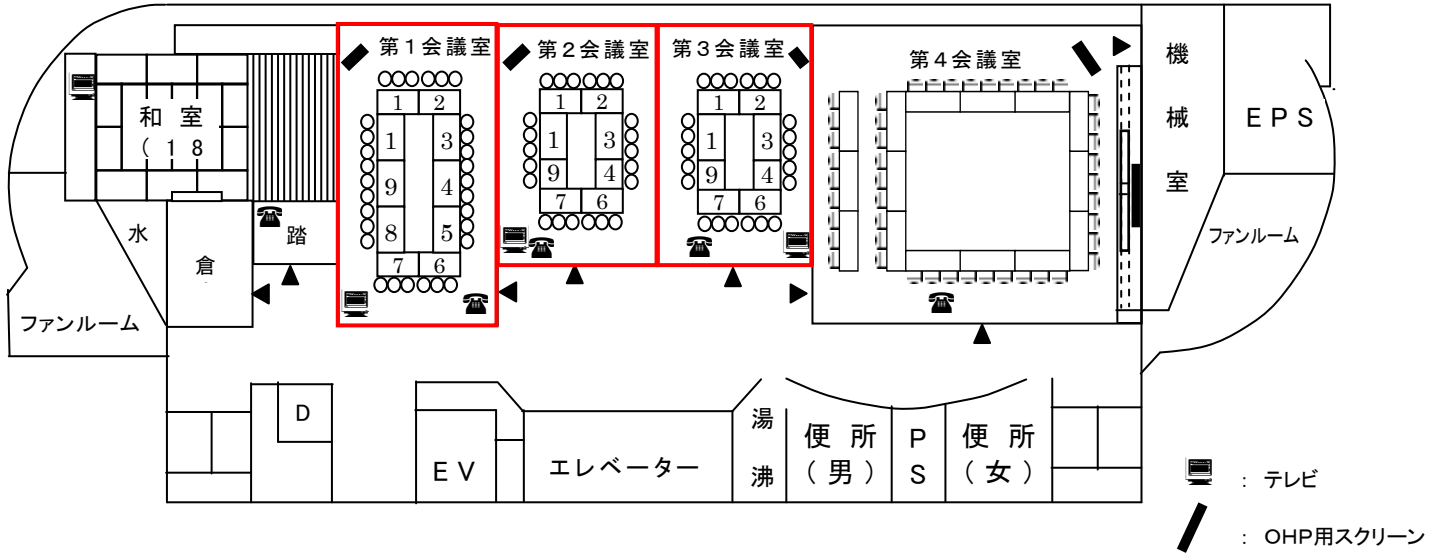 第１会議室
第２会議室
第３会議室
第４会議室
機
械
室
ＥＰＳ
和 室
（ １ ８
1 2
1 3
9 4
8 5
7 6
1 2
1 3
9 4
7 6
1 2
1 3
9 4
7 6
水
倉
踏
ファンルーム
ファンルーム
Ｄ
ＥＶ
エレベーター
湯
沸
便 所
（ 男 ）
Ｐ
Ｓ
便 所
（ 女 ）
： テレビ
： ＯＨＰ用スクリーン